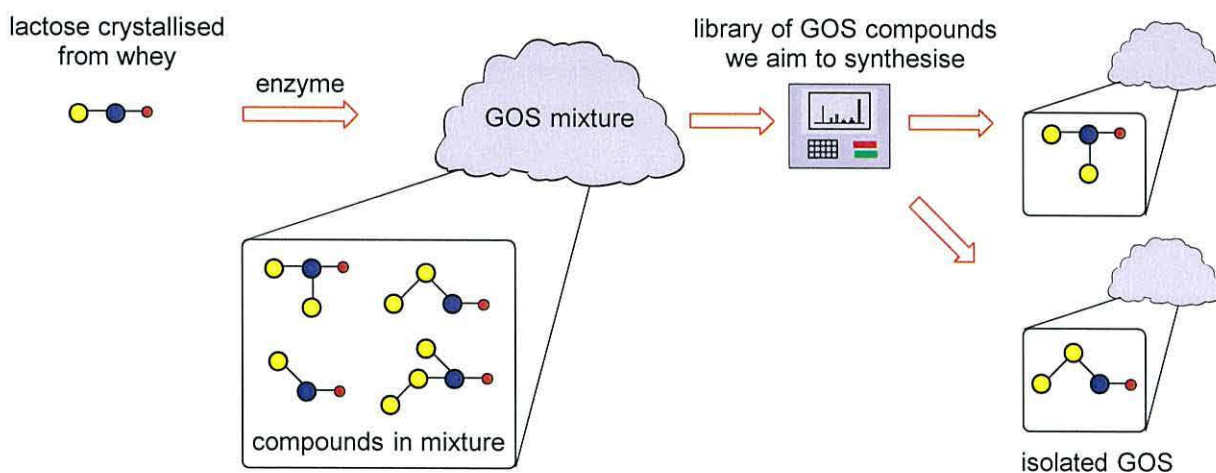 lactose crystallised
from whey
enzyme
GOS mixture
library of GOS compounds
we aim to synthesise
compounds in mixture
isolated GOS